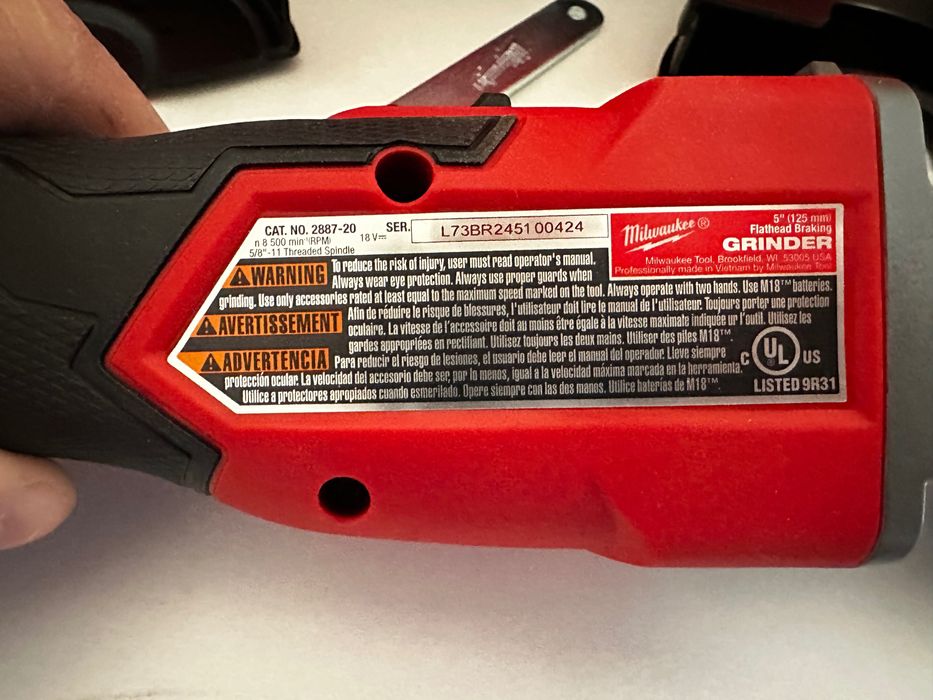 CAT. NO. 2887-20
n 8 500 min⁻¹(RPM) 18 V⎓
5/8"-11 Threaded Spindle
SER. L73BR2451 00424
Milwaukee®
5" (125 mm)
Flathead Braking
GRINDER
Milwaukee Tool, Brookfield, WI 53005 USA
Professionally made in Vietnam by Milwaukee Tool
WARNING To reduce the risk of injury, user must read operator's manual.
Always wear eye protection. Always use proper guards when
grinding. Use only accessories rated at least equal to the maximum speed marked on the tool. Always operate with two hands. Use M18™ batteries.
AVERTISSEMENT Afin de réduire le risque de blessures, l'utilisateur doit lire le manuel de l'utilisateur. Toujours porter une protection
oculaire. La vitesse de l'accessoire doit au moins être égale à la vitesse maximale indiquée ur l'outil. Utilisez les
gardes appropriées en rectifiant. Utilisez toujours les deux mains. Utiliser des piles M18™.
ADVERTENCIA Para reducir el riesgo de lesiones, el usuario debe leer el manual del operador. Lleve siempre
protección ocular. La velocidad del accesorio debe ser, por lo menos, igual a la velocidad máxima marcada en la herramienta.
Utilice a protectores apropiados cuando esmerilado. Opere siempre con las dos manos. Utilice baterías de M18™.
C UL US
LISTED 9R31